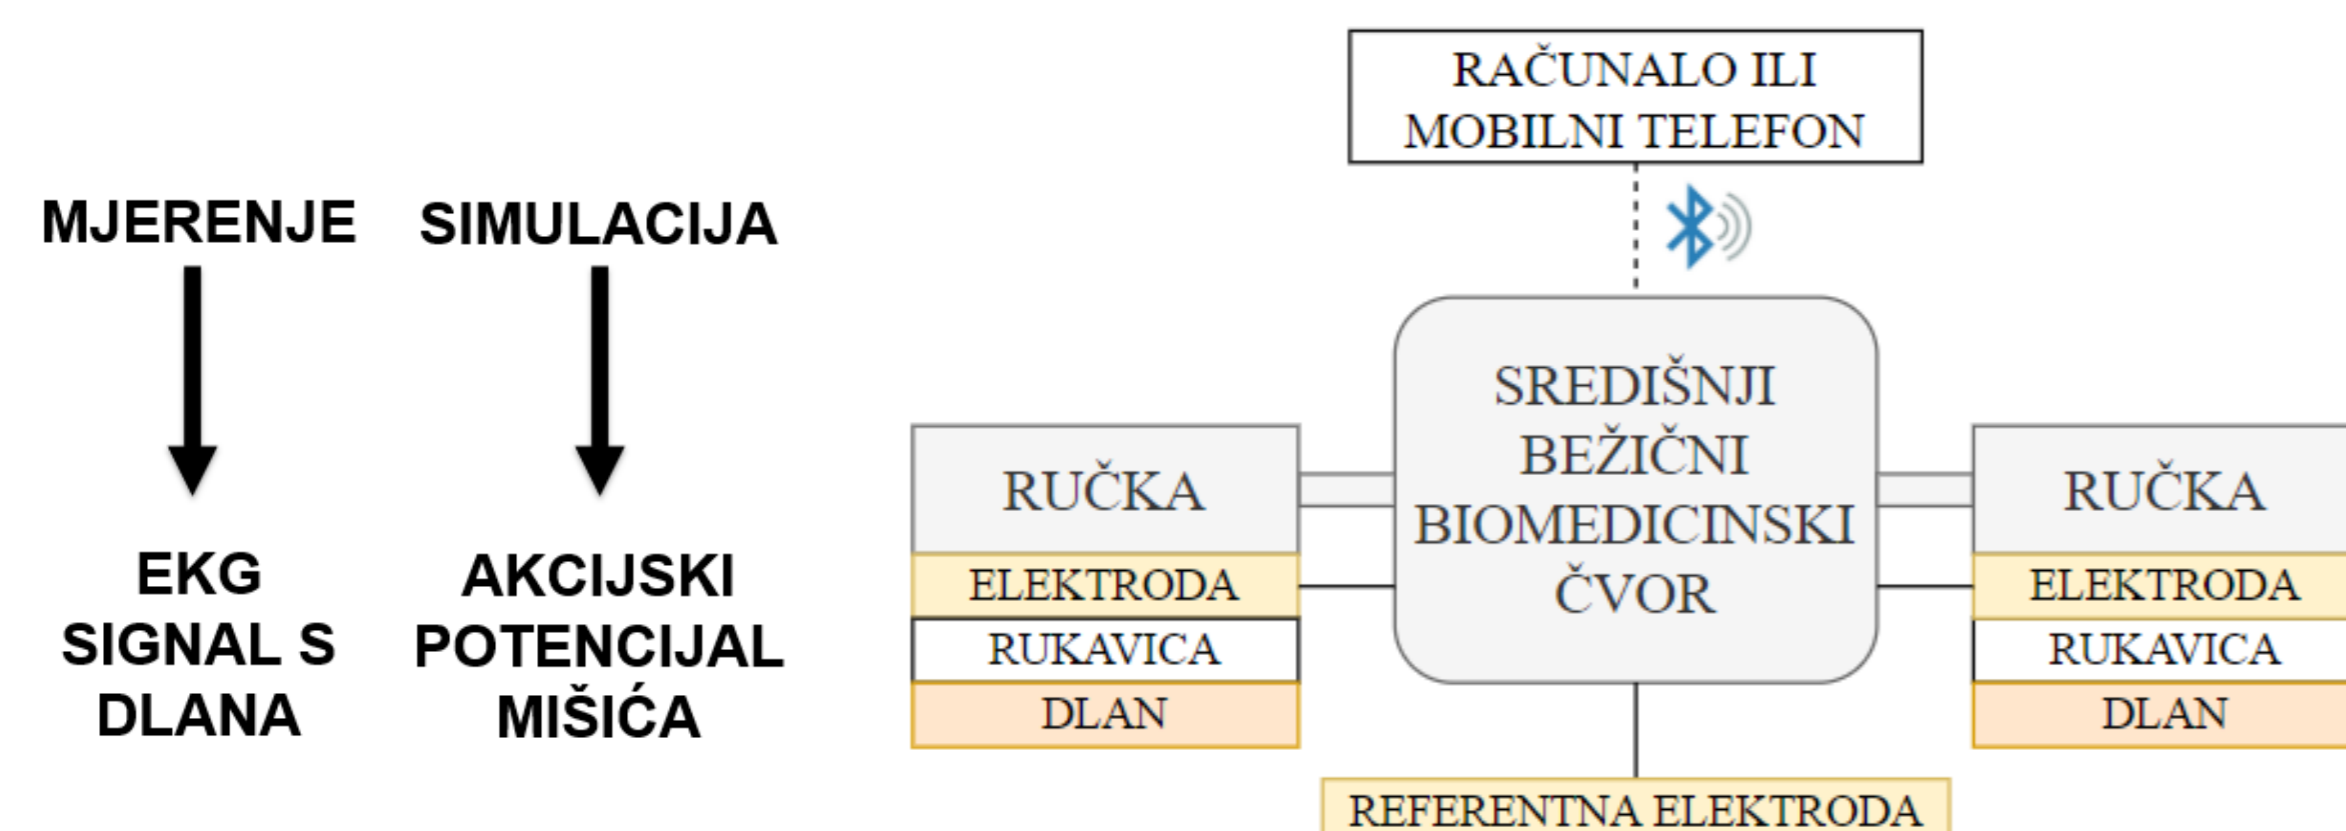 MJERENJE
EKG
SIGNAL S
DLANA
SIMULACIJA
AKCIJSKI
POTENCIJAL
MIŠIĆA
RAČUNALO ILI
MOBILNI TELEFON
SREDIŠNJI
BEŽIČNI
BIOMEDICINSKI
ČVOR
RUČKA
ELEKTRODA
RUKAVICA
DLAN
RUČKA
ELEKTRODA
RUKAVICA
DLAN
REFERENTNA ELEKTRODA